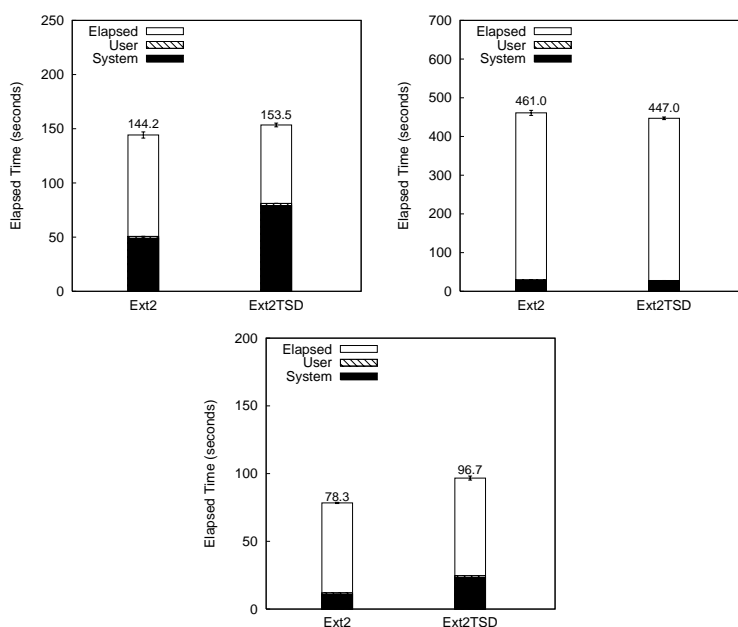 250
200
150
100
50
0
Elapsed Time (seconds)
Elapsed
User
System
144.2
153.5
Ext2
Ext2TSD
700
600
500
400
300
200
100
0
Elapsed Time (seconds)
Elapsed
User
System
461.0
447.0
Ext2
Ext2TSD
200
150
100
50
0
Elapsed Time (seconds)
Elapsed
User
System
78.3
96.7
Ext2
Ext2TSD